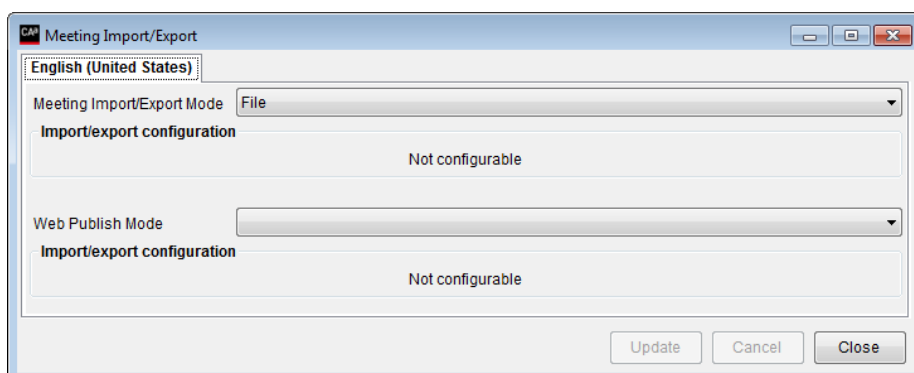 CA³ Meeting Import/Export
English (United States)
Meeting Import/Export Mode File
Import/export configuration
Not configurable
Web Publish Mode
Import/export configuration
Not configurable
Update Cancel Close